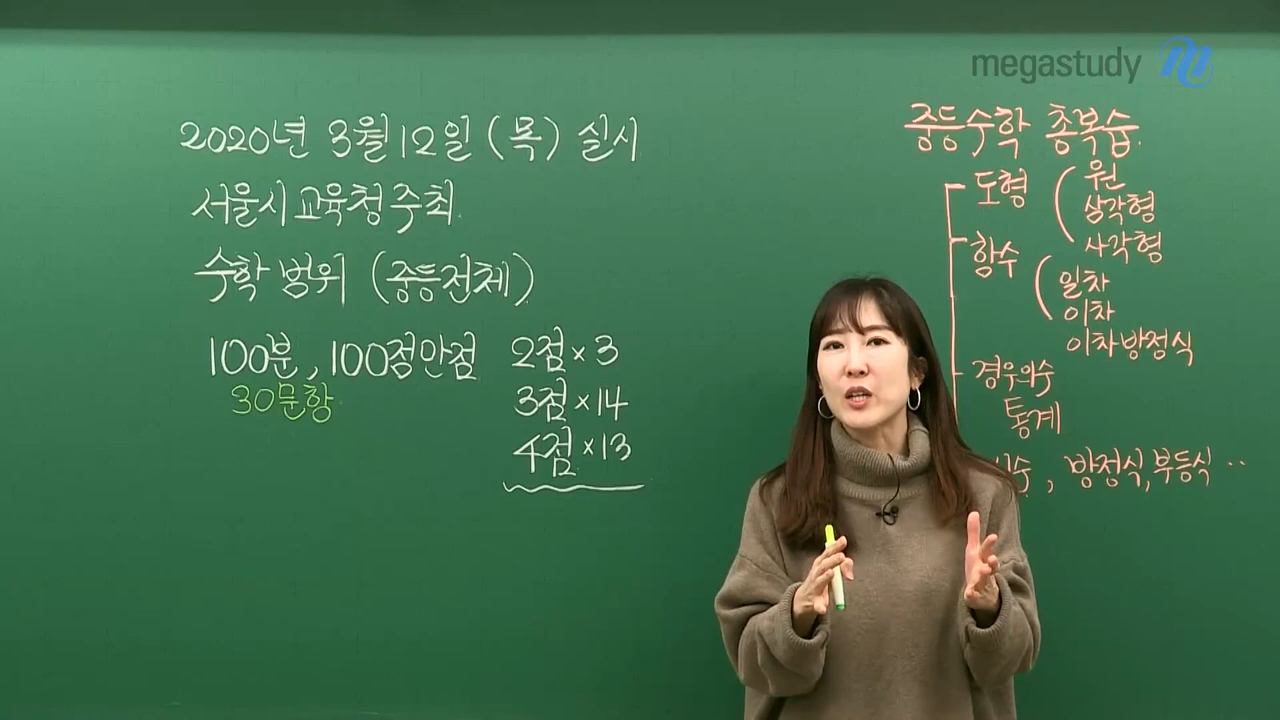 megastudy
2020년 3월 12일 (목) 실시
서울시교육청 주최.
수학 범위 (중등전체)
100분, 100점만점
30문항
2점×3
3점×14
4점×13
중등수학 총복습.
도형
원
삼각형
사각형
함수
일차
이차
이차방정식
경우의수
통계
수, 방정식, 부등식 ..